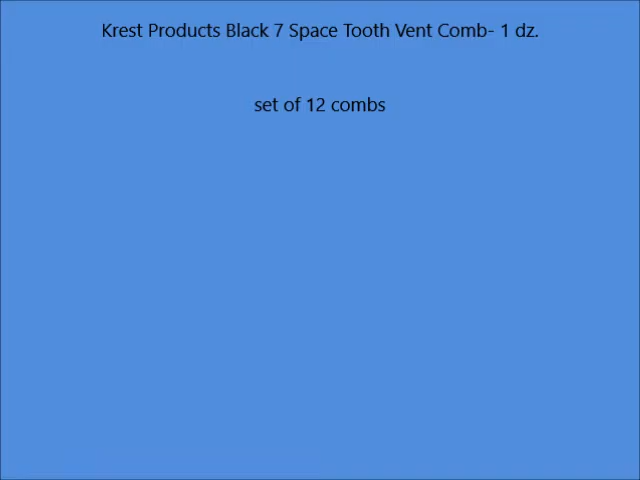 Krest Products Black 7 Space Tooth Vent Comb- 1 dz.
set of 12 combs